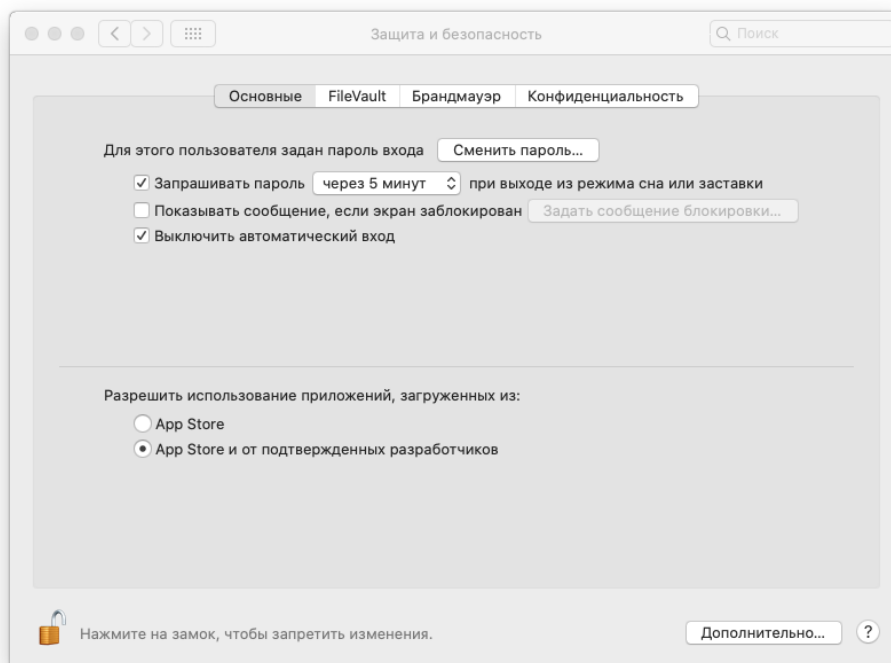 Защита и безопасность
Поиск
Основные FileVault Брандмауэр Конфиденциальность
Для этого пользователя задан пароль входа Сменить пароль...
Запрашивать пароль через 5 минут при выходе из режима сна или заставки
Показывать сообщение, если экран заблокирован Задать сообщение блокировки...
Выключить автоматический вход
Разрешить использование приложений, загруженных из:
App Store
App Store и от подтвержденных разработчиков
Нажмите на замок, чтобы запретить изменения.
Дополнительно... ?